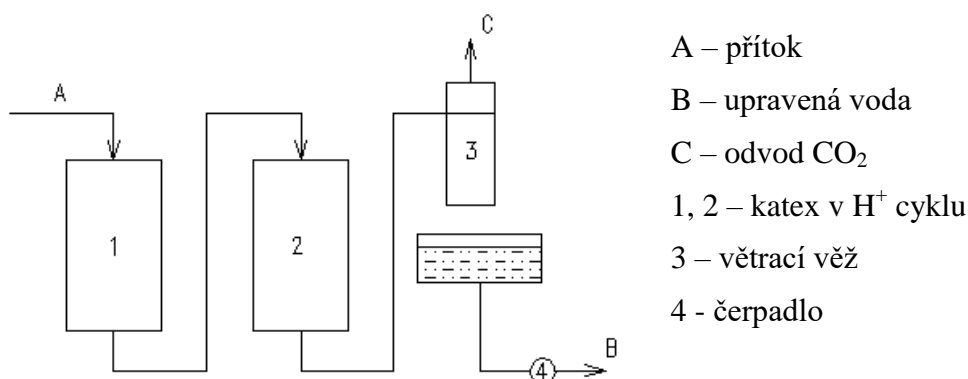 C
A
3
1
2
4
B
A – přítok
B – upravená voda
C – odvod CO₂
1, 2 – katex v H⁺ cyklu
3 – větrací věž
4 - čerpadlo